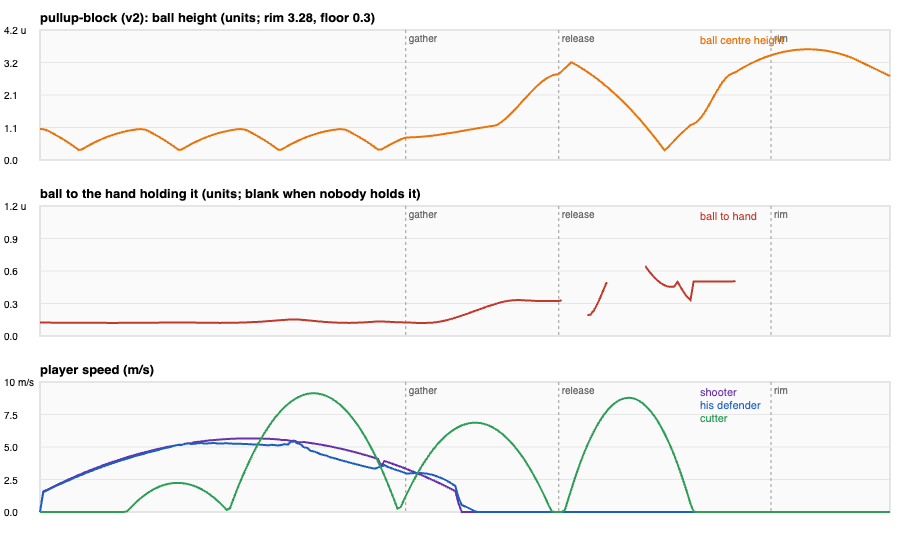 pullup-block (v2): ball height (units; rim 3.28, floor 0.3)
4.2 u
gather
release
ball centre height
rim
3.2
2.1
1.1
0.0
ball to the hand holding it (units; blank when nobody holds it)
1.2 u
gather
release
ball to hand
rim
0.9
0.6
0.3
0.0
player speed (m/s)
10 m/s
gather
release
shooter
rim
his defender
7.5
cutter
5.0
2.5
0.0